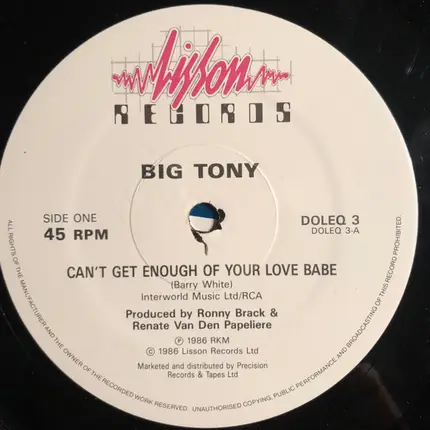 Lisson
RECORDS
BIG TONY
SIDE ONE
45 RPM
DOLEQ 3
DOLEQ 3-A
CAN'T GET ENOUGH OF YOUR LOVE BABE
(Barry White)
Interworld Music Ltd/RCA
Produced by Ronny Brack &
Renate Van Den Papeliere
Ⓟ 1986 RKM
© 1986 Lisson Records Ltd
Marketed and distributed by Precision
Records & Tapes Ltd
ALL RIGHTS OF THE MANUFACTURER AND THE OWNER OF THE RECORDED WORK RESERVED. UNAUTHORISED COPYING, PUBLIC PERFORMANCE, AND BROADCASTING OF THIS RECORD PROHIBITED.